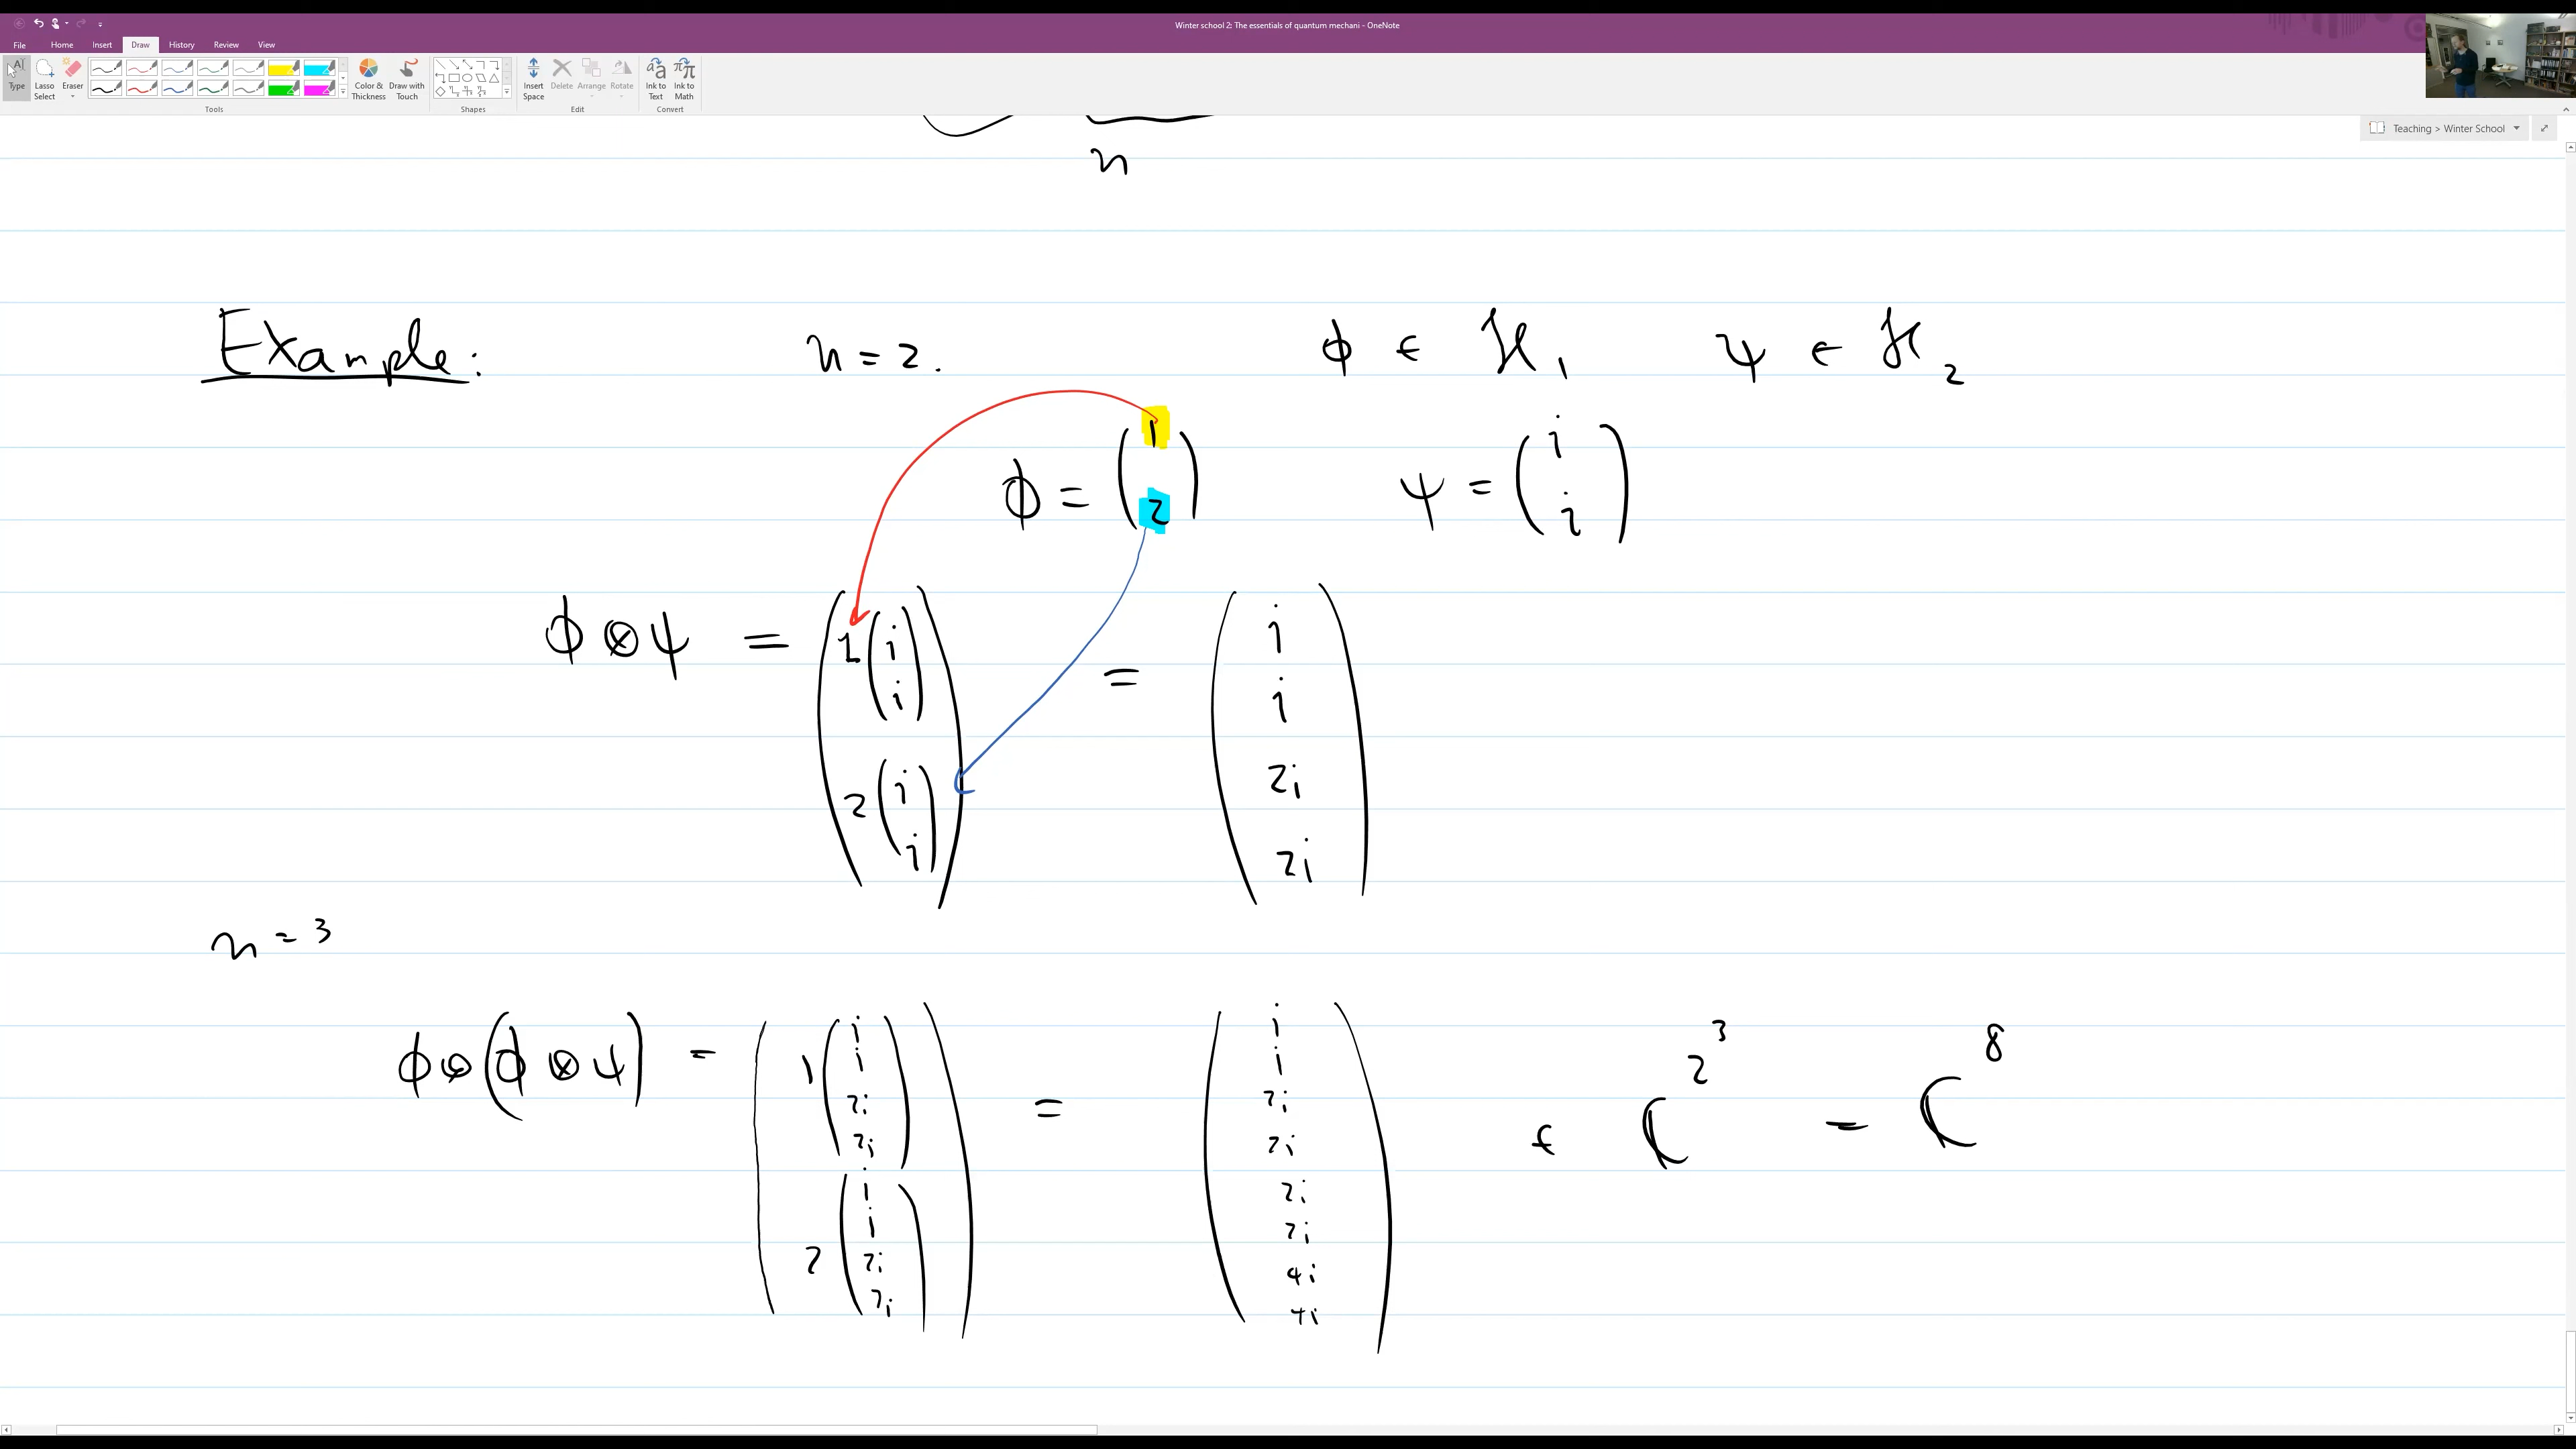 Winter school 2: The essentials of quantum mechani - OneNote
File Home Insert Draw History Review View
Type Lasso Select Eraser Color & Thickness Draw with Touch Insert Space Delete Arrange Rotate Ink to Text Ink to Math
Tools Shapes Edit Convert
Teaching > Winter School
n
Example: n = 2. ϕ ∈ ℋ₁ ψ ∈ ℋ₂
ϕ = (1 2) ψ = (i i)
ϕ ⊗ ψ = (1 (i i) 2 (i i)) = (i i 2i 2i)
n = 3
ϕ ⊗ (ϕ ⊗ ψ) = (1 (i i 2i 2i) 2 (i i 2i 2i)) = (i i 2i 2i 2i 2i 4i 4i) ∈ ℂ^2^3 = ℂ^8